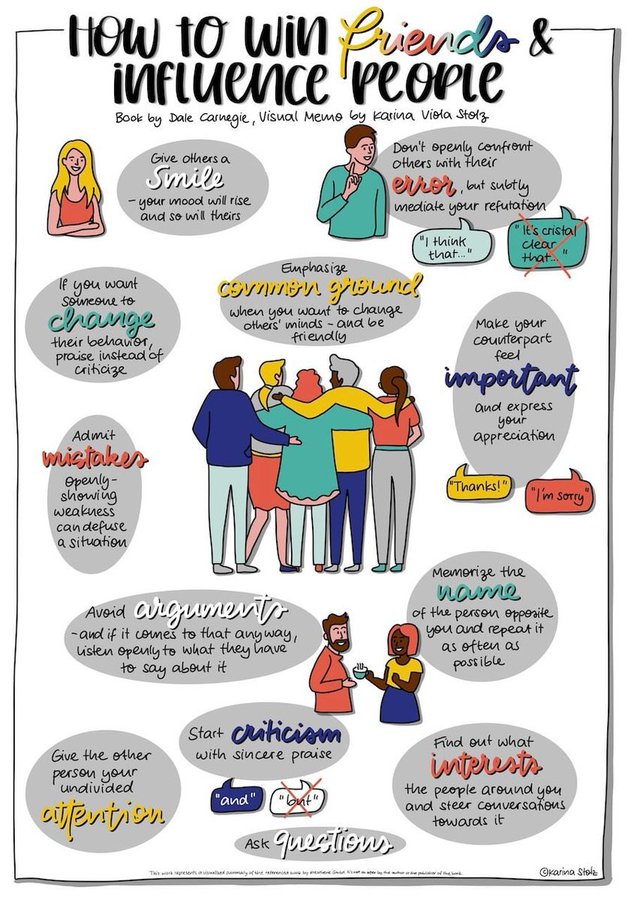 HOW to Win friends &
influence People
Book by Dale Carnegie, Visual Memo by Karina Viola Stolz
Give others a
Smile
- your mood will rise
and so will theirs
Don't openly confront
others with their
error, but subtly
mediate your reputation
"I think
that..."
"It's cristal
clear
that..."
If you want
someone to
change
their behavior,
praise instead of
criticize
Emphasize
common ground
when you want to change
others' minds - and be
friendly
Make your
counterpart
feel
important
and express
your
appreciation
"Thanks!"
"I'm sorry"
Admit
mistakes
openly-
showing
weakness
can defuse
a situation
Memorize the
name
of the person opposite
you and repeat it
as often as
possible
Avoid arguments
- and if it comes to that anyway,
listen openly to what they have
to say about it
Start criticism
with sincere praise
"and"
"but"
Give the other
person your
undivided
attention
Find out what
interests
the people around you
and steer conversations
towards it
Ask questions
©Karina Stolz